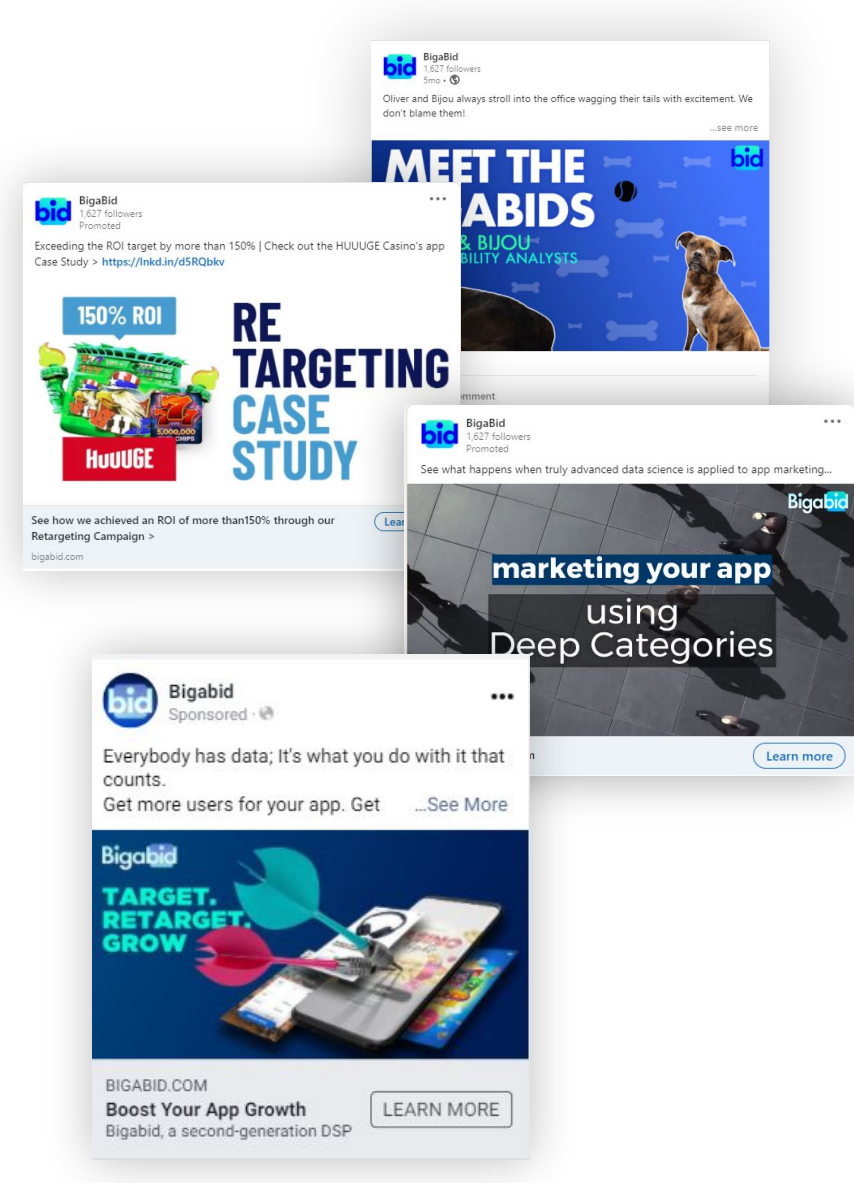 bid
BigaBid
1,627 followers
5mo •
Oliver and Bijou always stroll into the office wagging their tails with excitement. We
don't blame them!
...see more
MEET THE
ABIDS
& BIJOU
BILITY ANALYSTS
bid
omment
bid
BigaBid
1,627 followers
Promoted
Exceeding the ROI target by more than 150% | Check out the HUUUGE Casino's app
Case Study > https://lnkd.in/d5RQbkv
150% ROI
5,000,000
CHIPS
HUUUGE
RE
TARGETING
CASE
STUDY
See how we achieved an ROI of more than150% through our
Retargeting Campaign >
bigabid.com
Lear
bid
BigaBid
1,627 followers
Promoted
See what happens when truly advanced data science is applied to app marketing...
Bigabid
marketing your app
using
Deep Categories
m
Learn more
bid
Bigabid
Sponsored ·
Everybody has data; It's what you do with it that
counts.
Get more users for your app. Get ...See More
Bigabid
TARGET.
RETARGET.
GROW
BIGABID.COM
Boost Your App Growth
Bigabid, a second-generation DSP
LEARN MORE